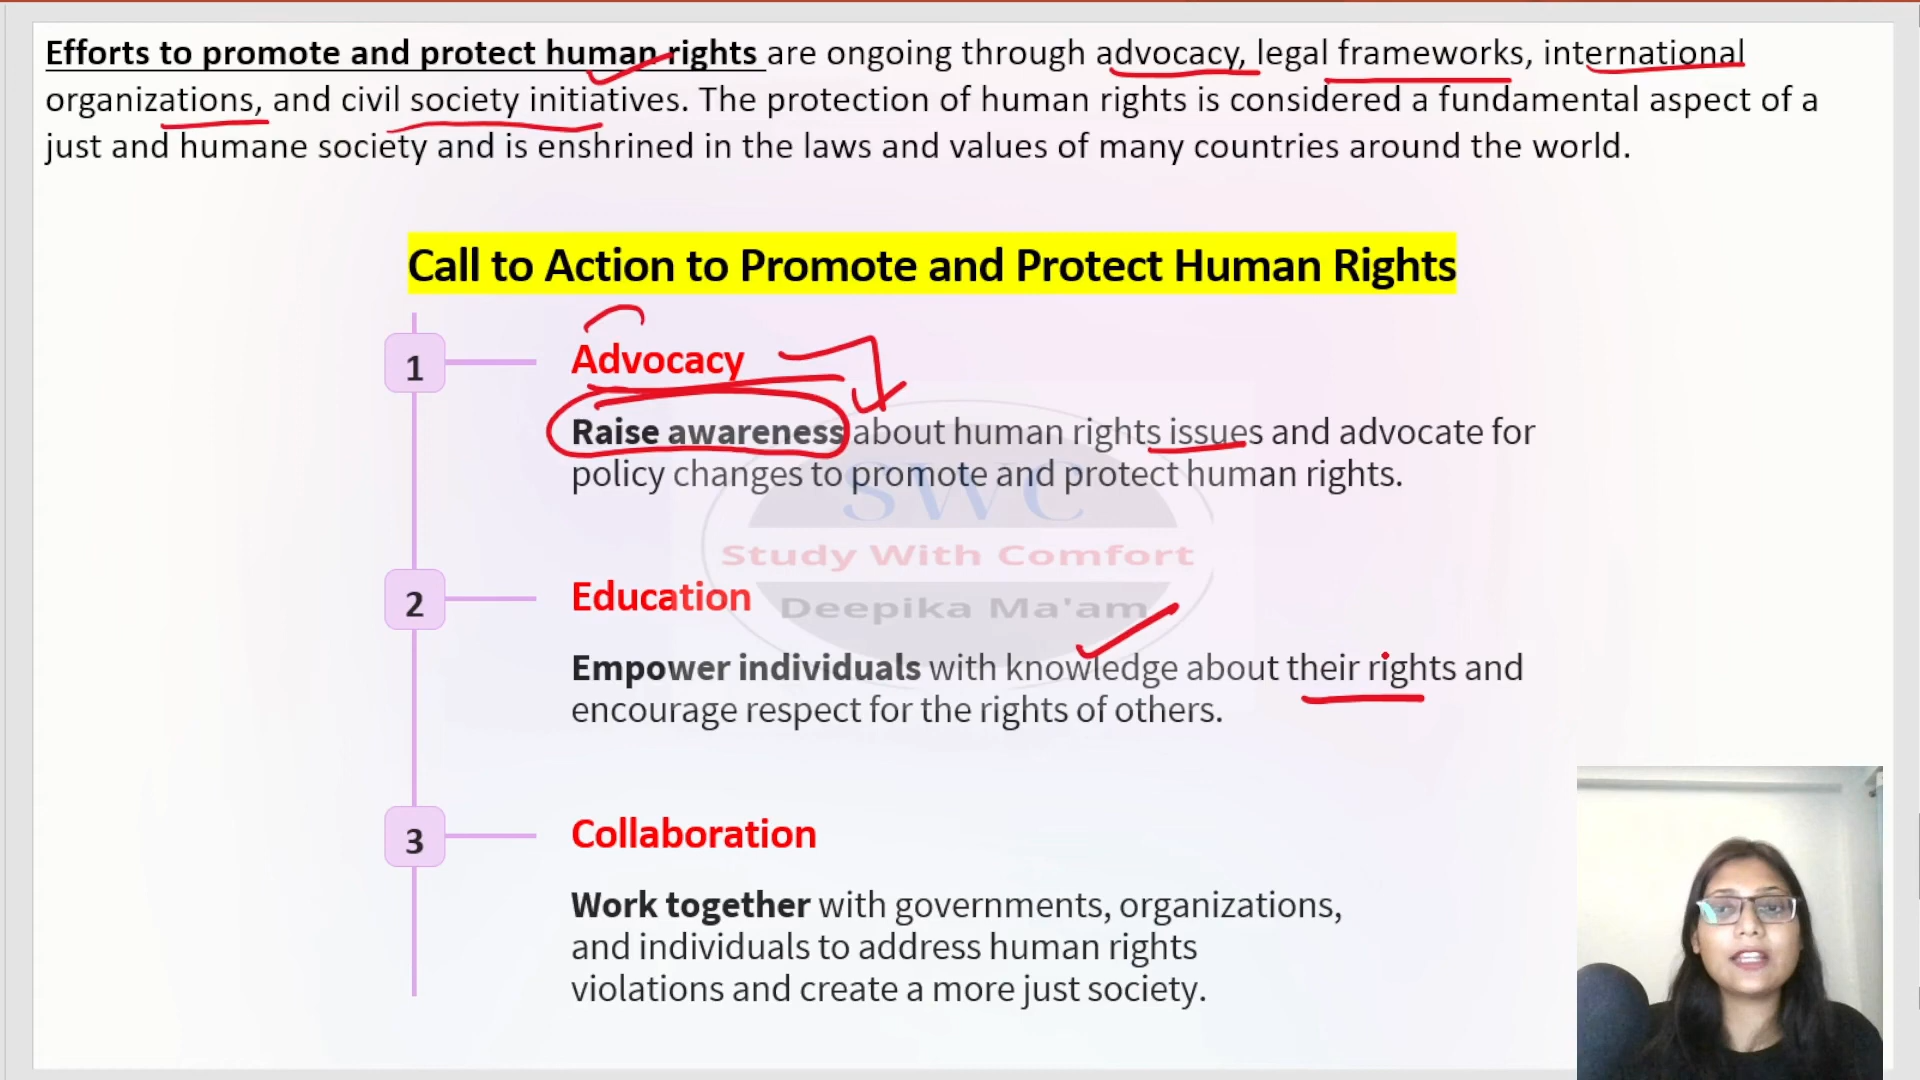 Efforts to promote and protect human rights are ongoing through advocacy, legal frameworks, international
organizations, and civil society initiatives. The protection of human rights is considered a fundamental aspect of a
just and humane society and is enshrined in the laws and values of many countries around the world.
Call to Action to Promote and Protect Human Rights
1
Advocacy
Raise awareness about human rights issues and advocate for
policy changes to promote and protect human rights.
SWC
Study With Comfort
2
Education
Deepika Ma'am
Empower individuals with knowledge about their rights and
encourage respect for the rights of others.
3
Collaboration
Work together with governments, organizations,
and individuals to address human rights
violations and create a more just society.